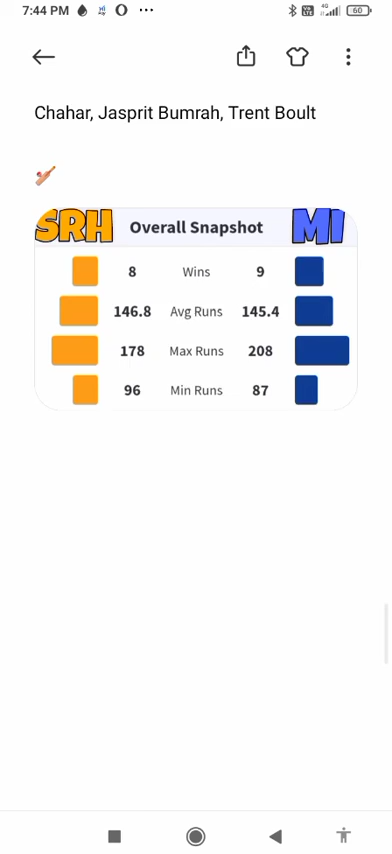 7:44 PM
4G
60
Chahar, Jasprit Bumrah, Trent Boult
SRH Overall Snapshot MI
8 Wins 9
146.8 Avg Runs 145.4
178 Max Runs 208
96 Min Runs 87